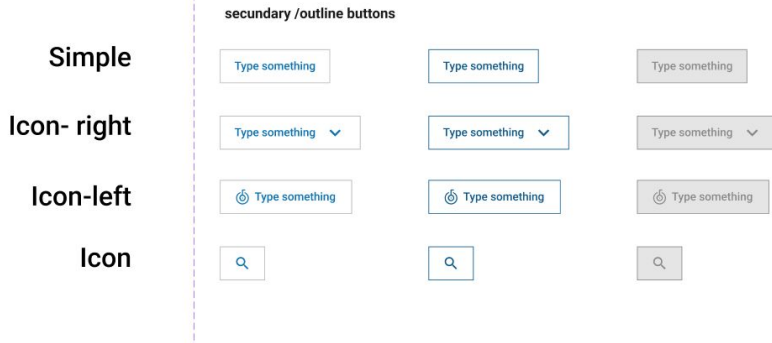 secundary /outline buttons
Simple
Type something
Type something
Type something
Icon- right
Type something
Type something
Type something
Icon-left
Type something
Type something
Type something
Icon